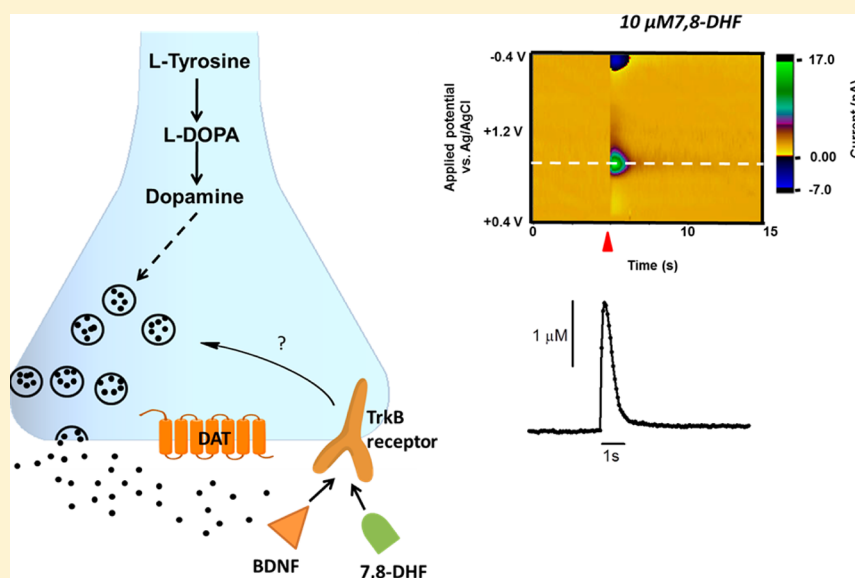 L-Tyrosine
L-DOPA
Dopamine
?
DAT
TrkB
receptor
BDNF
7,8-DHF
10 µM7,8-DHF
Applied potential
vs. Ag/AgCl
-0.4 V
+1.2 V
+0.4 V
0
10
15
Time (s)
17.0
0.00
-7.0
Current (nA)
1 µM
1s